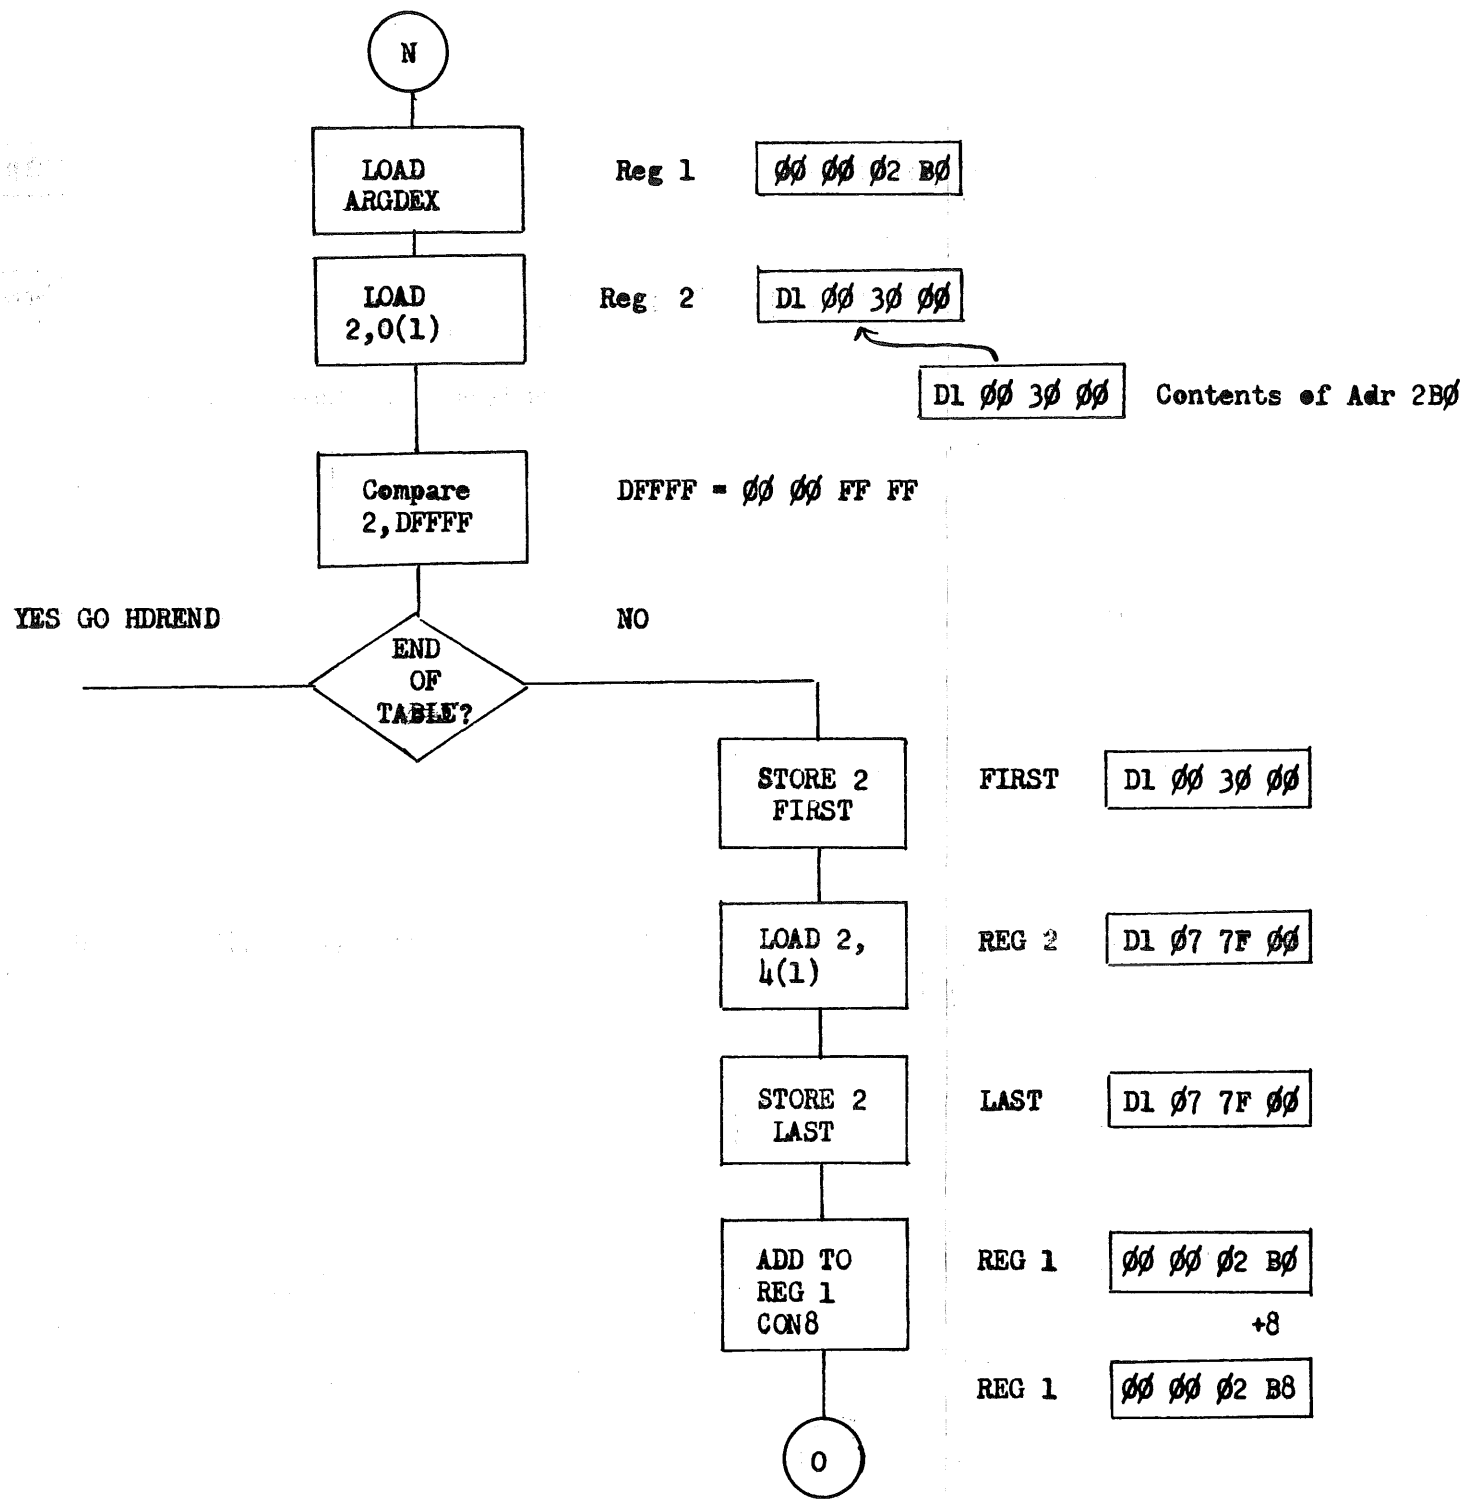 N
LOAD
ARGDEX
Reg 1
ØØ ØØ Ø2 BØ
LOAD
2,0(1)
Reg 2
D1 ØØ 3Ø ØØ
D1 ØØ 3Ø ØØ
Contents of Adr 2BØ
Compare
2,DFFFF
DFFFF = ØØ ØØ FF FF
YES GO HDREND
NO
END
OF
TABLE?
STORE 2
FIRST
FIRST
D1 ØØ 3Ø ØØ
LOAD 2,
4(1)
REG 2
D1 Ø7 7F ØØ
STORE 2
LAST
LAST
D1 Ø7 7F ØØ
ADD TO
REG 1
CON8
REG 1
ØØ ØØ Ø2 BØ
+8
REG 1
ØØ ØØ Ø2 B8
O